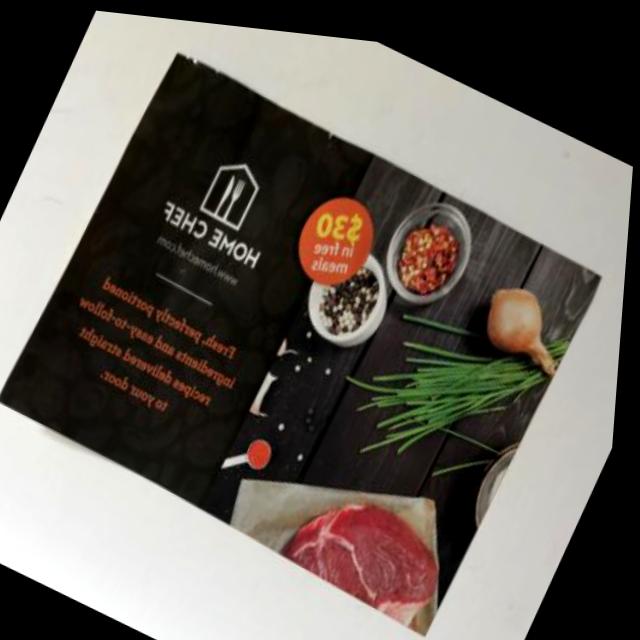 HOME CHEF
www.homechef.com
Fresh, perfectly portioned
ingredients and easy-to-follow
recipes delivered straight
to your door.
$30
in free
meals